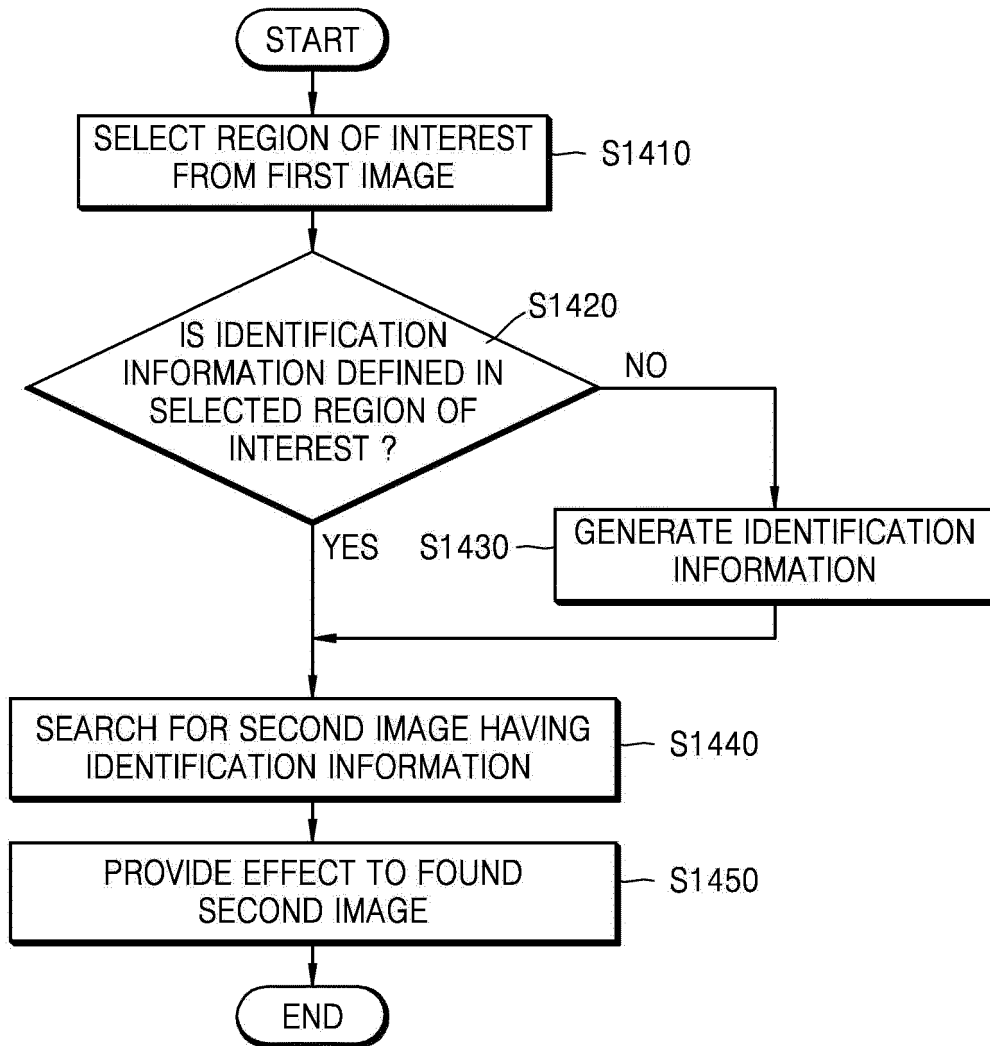 START
SELECT REGION OF INTEREST
FROM FIRST IMAGE
S1410
S1420
IS IDENTIFICATION
INFORMATION DEFINED IN
SELECTED REGION OF
INTEREST ?
NO
YES
S1430
GENERATE IDENTIFICATION
INFORMATION
SEARCH FOR SECOND IMAGE HAVING
IDENTIFICATION INFORMATION
S1440
PROVIDE EFFECT TO FOUND
SECOND IMAGE
S1450
END